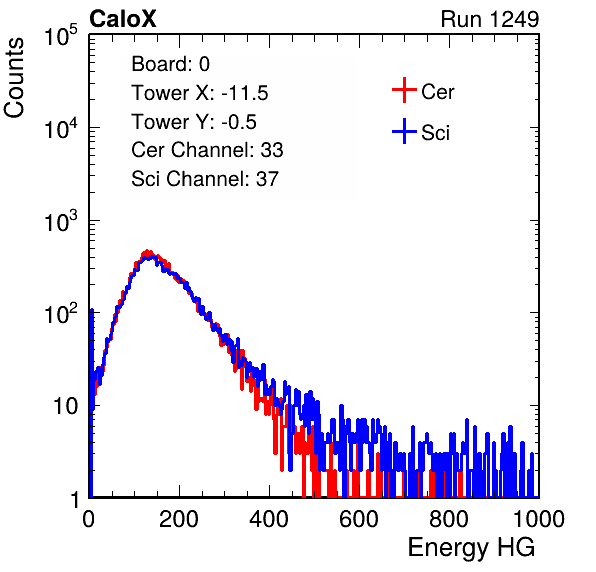 CaloX Run 1249
Counts
Board: 0
Tower X: -11.5
Tower Y: -0.5
Cer Channel: 33
Sci Channel: 37
Cer
Sci
10^5
10^4
10^3
10^2
10
1
0 200 400 600 800 1000
Energy HG